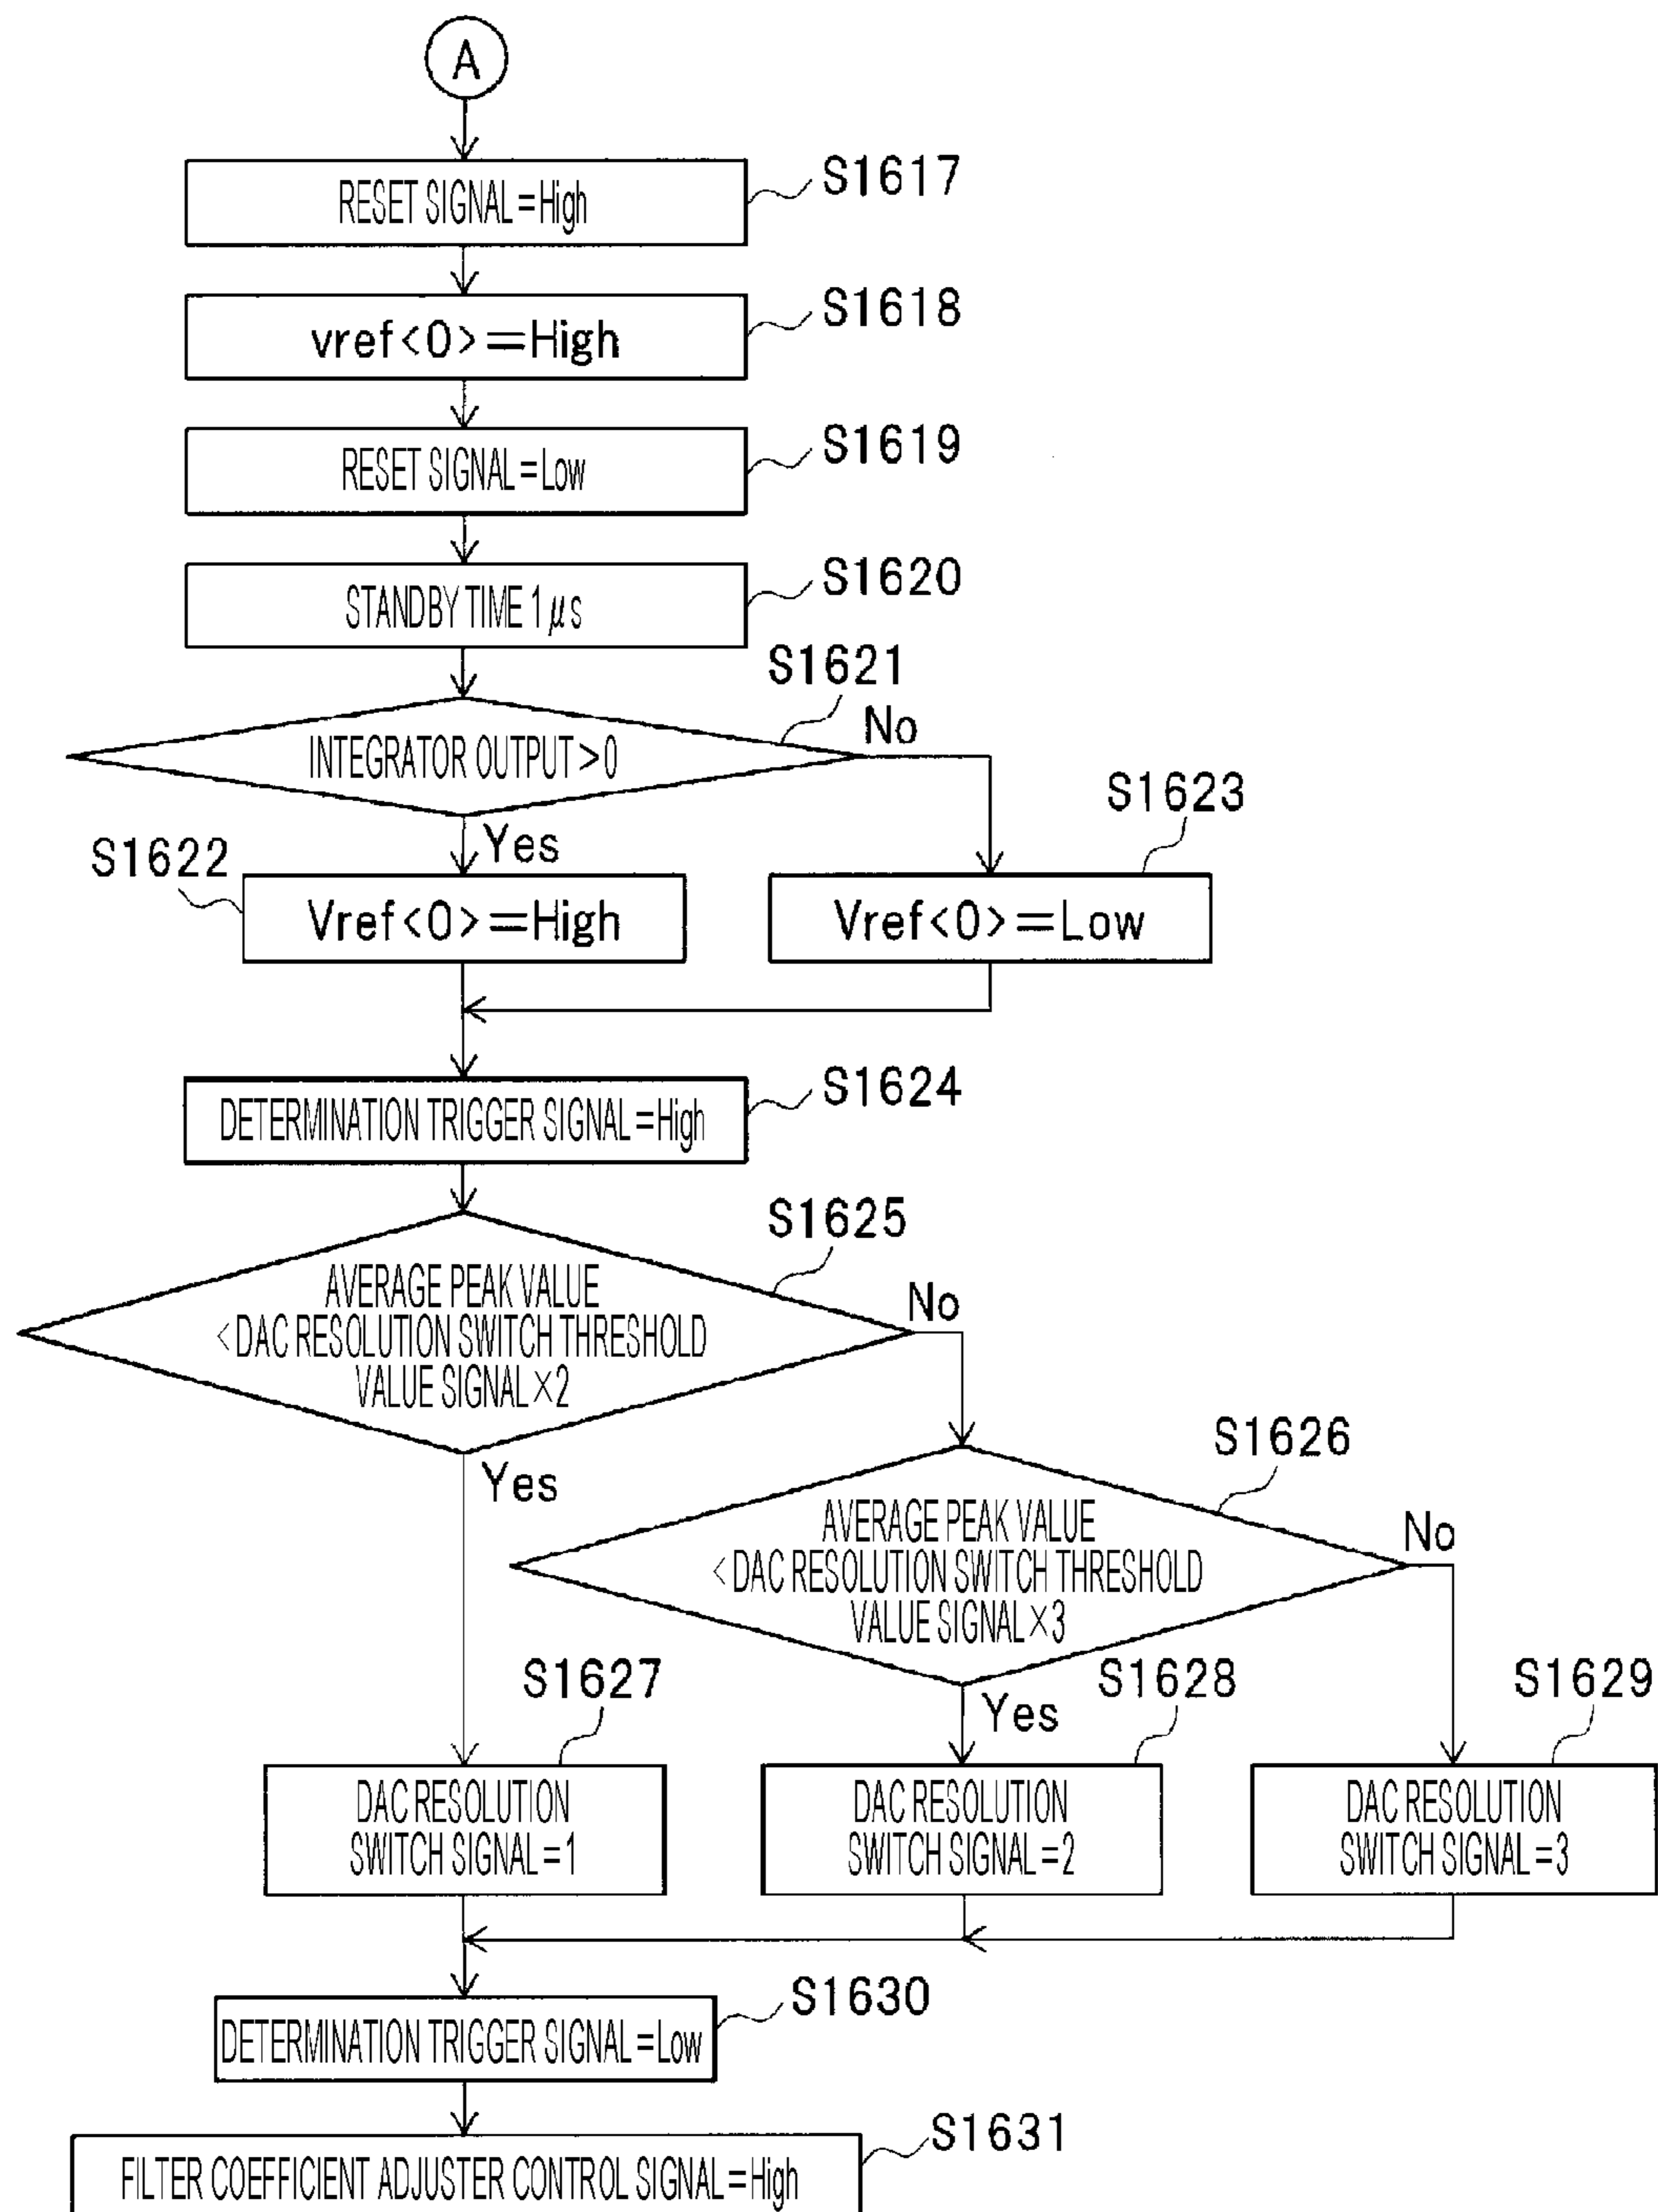 A
S1617
RESET SIGNAL=High
S1618
vref<0>=High
S1619
RESET SIGNAL=Low
S1620
STANDBY TIME 1μs
S1621
INTEGRATOR OUTPUT>0
No
Yes
S1622
Vref<0>=High
S1623
Vref<0>=Low
S1624
DETERMINATION TRIGGER SIGNAL=High
S1625
AVERAGE PEAK VALUE
<DAC RESOLUTION SWITCH THRESHOLD
VALUE SIGNAL×2
No
Yes
S1626
AVERAGE PEAK VALUE
<DAC RESOLUTION SWITCH THRESHOLD
VALUE SIGNAL×3
No
Yes
S1627
DAC RESOLUTION
SWITCH SIGNAL=1
S1628
DAC RESOLUTION
SWITCH SIGNAL=2
S1629
DAC RESOLUTION
SWITCH SIGNAL=3
S1630
DETERMINATION TRIGGER SIGNAL=Low
S1631
FILTER COEFFICIENT ADJUSTER CONTROL SIGNAL=High